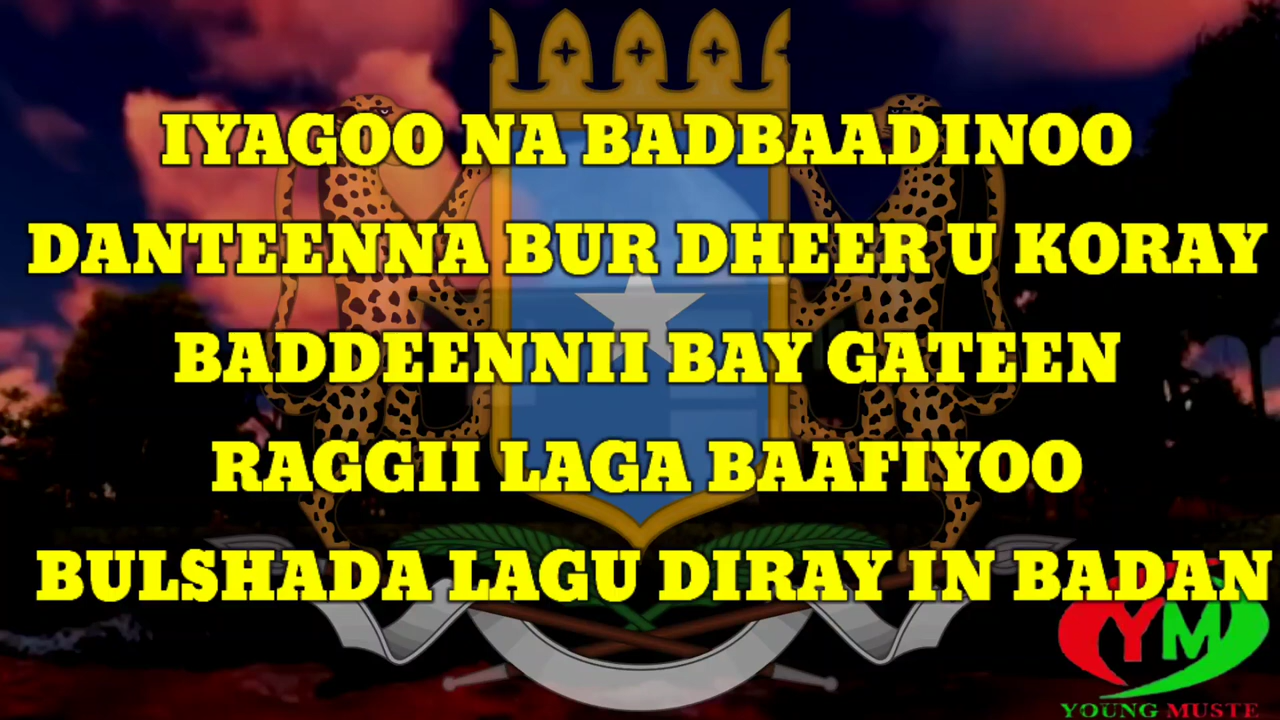 IYAGOO NA BADBAADINOO
DANTEENNA BUR DHEER U KORAY
BADDEENNII BAY GATEEN
RAGGII LAGA BAAFIYOO
BULSHADA LAGU DIRAY IN BADAN
YM
YOUNG MUSTE